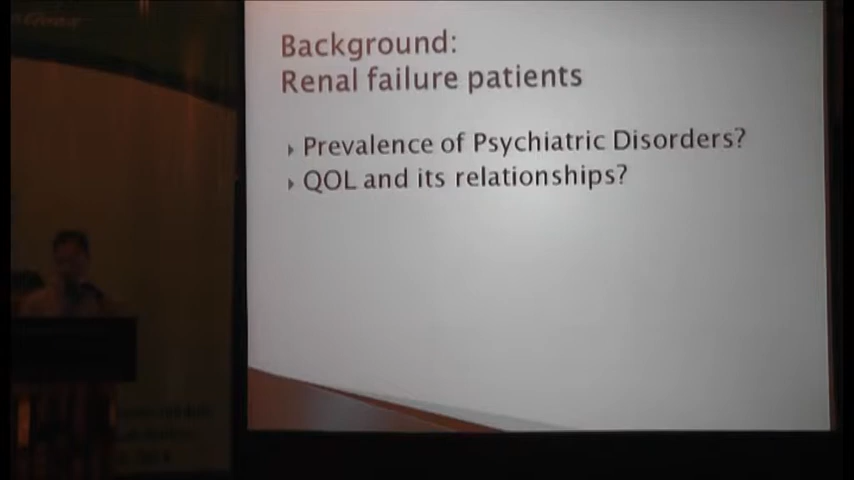 Background:
Renal failure patients
Prevalence of Psychiatric Disorders?
QOL and its relationships?